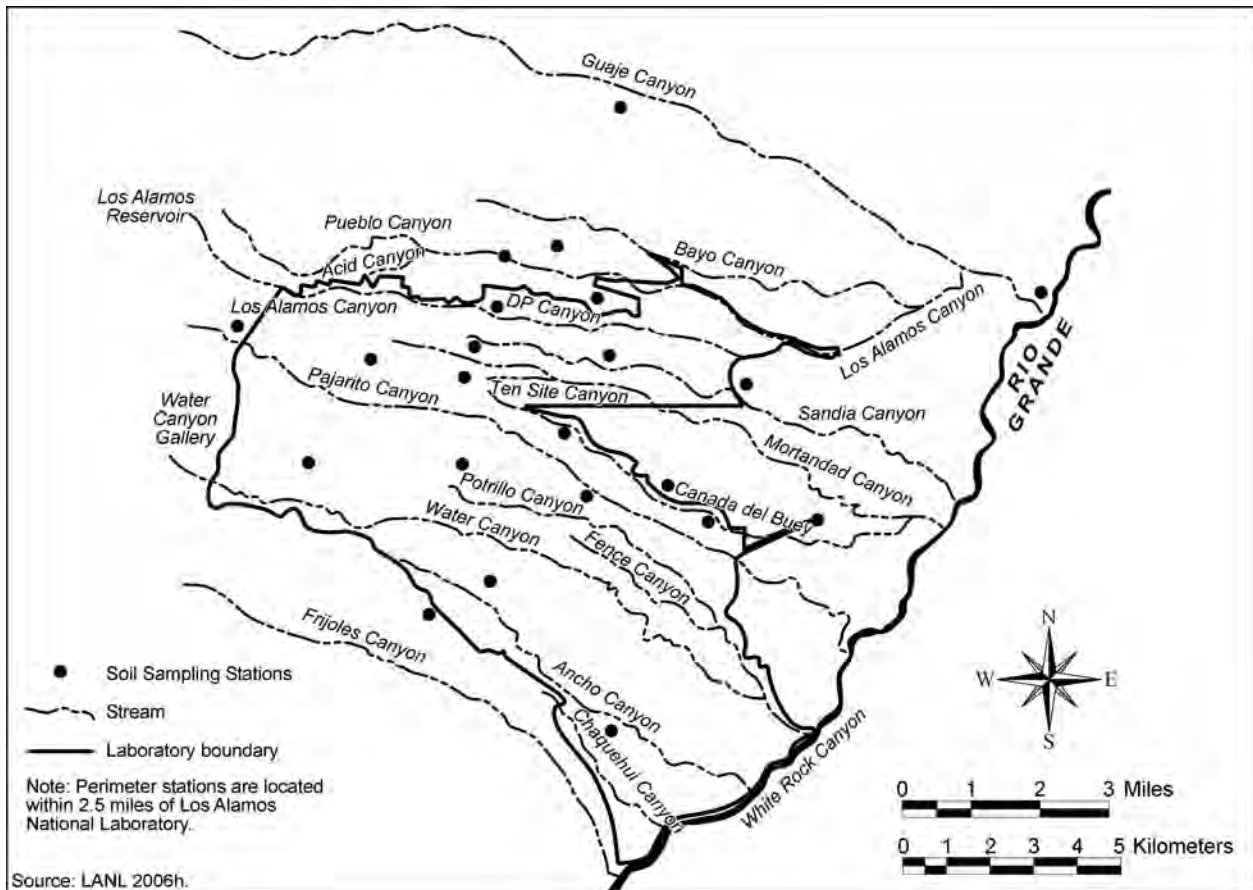 Guaje Canyon
Los Alamos
Reservoir
Pueblo Canyon
Acid Canyon
Bayo Canyon
Los Alamos Canyon
DP Canyon
Los Alamos Canyon
RIO
GRANDE
Pajarito Canyon
Ten Site Canyon
Sandia Canyon
Water
Canyon
Gallery
Mortandad Canyon
Potrillo Canyon
Canada del Buey
Water Canyon
Fence Canyon
Frijoles Canyon
Ancho Canyon
Chaquehui Canyon
White Rock Canyon
N
W
E
S
Soil Sampling Stations
Stream
Laboratory boundary
Note: Perimeter stations are located
within 2.5 miles of Los Alamos
National Laboratory.
0 1 2 3 Miles
0 1 2 3 4 5 Kilometers
Source: LANL 2006h.